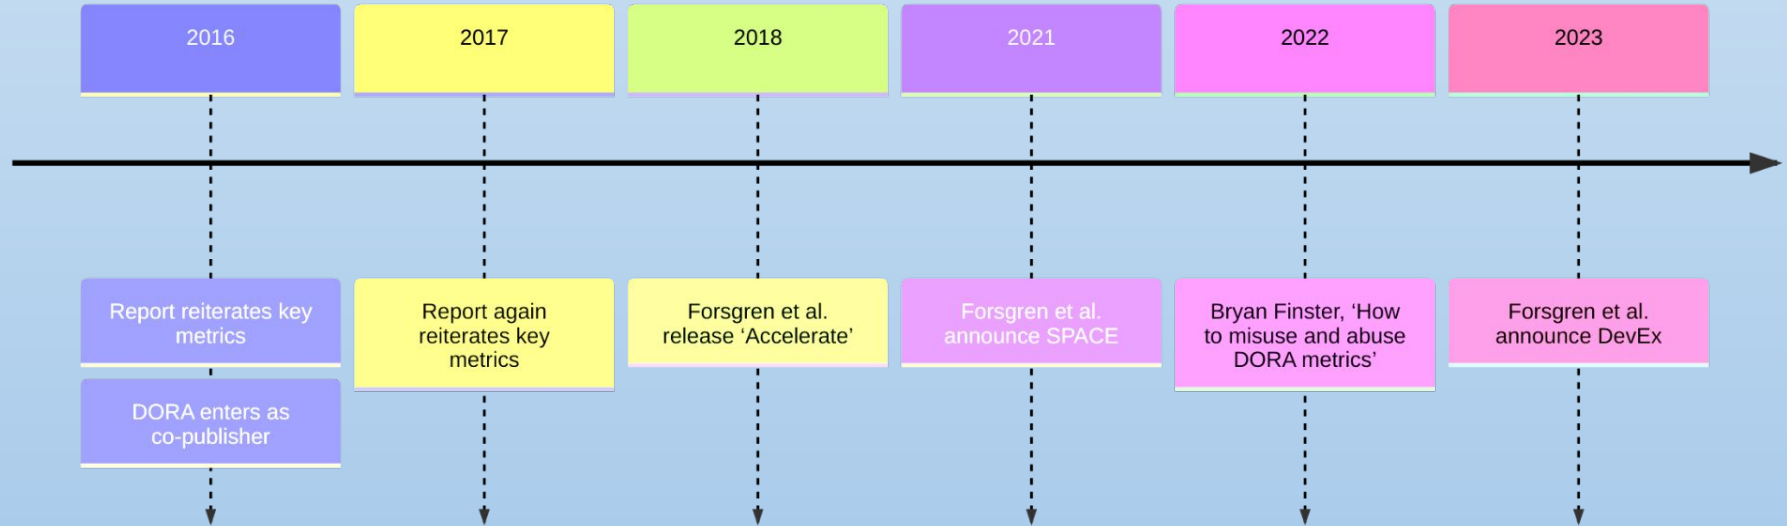 2016
2017
2018
2021
2022
2023
Report reiterates key
metrics
DORA enters as
co-publisher
Report again
reiterates key
metrics
Forsgren et al.
release ‘Accelerate’
Forsgren et al.
announce SPACE
Bryan Finster, ‘How
to misuse and abuse
DORA metrics’
Forsgren et al.
announce DevEx